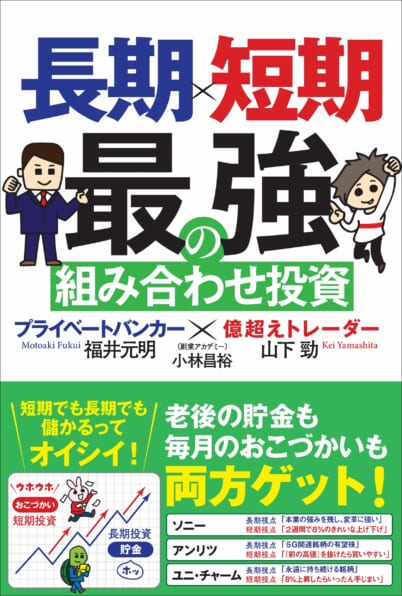 長期×短期
最強
の
組み合わせ投資
プライベートバンカー×億超えトレーダー
Motoaki Fukui 福井元明 (副業アカデミー) 小林昌裕 山下 勁 Kei Yamashita
短期でも長期でも
儲かるって
オイシイ！
ウホウホ
おこづかい
短期投資
長期投資
貯金
ホッ
老後の貯金も
毎月のおこづかいも
両方ゲット！
ソニー
長期視点 「本業の強みを残し、変革に強い」
短期視点 「2週間で8%のきれいな上げ下げ」
アンリツ
長期視点 「5G関連銘柄の有望株」
短期視点 「「前の高値」を抜けたら買いやすい」
ユニ・チャーム
長期視点 「永遠に持ち続ける銘柄」
短期視点 「8%上昇したらいったん手じまい」